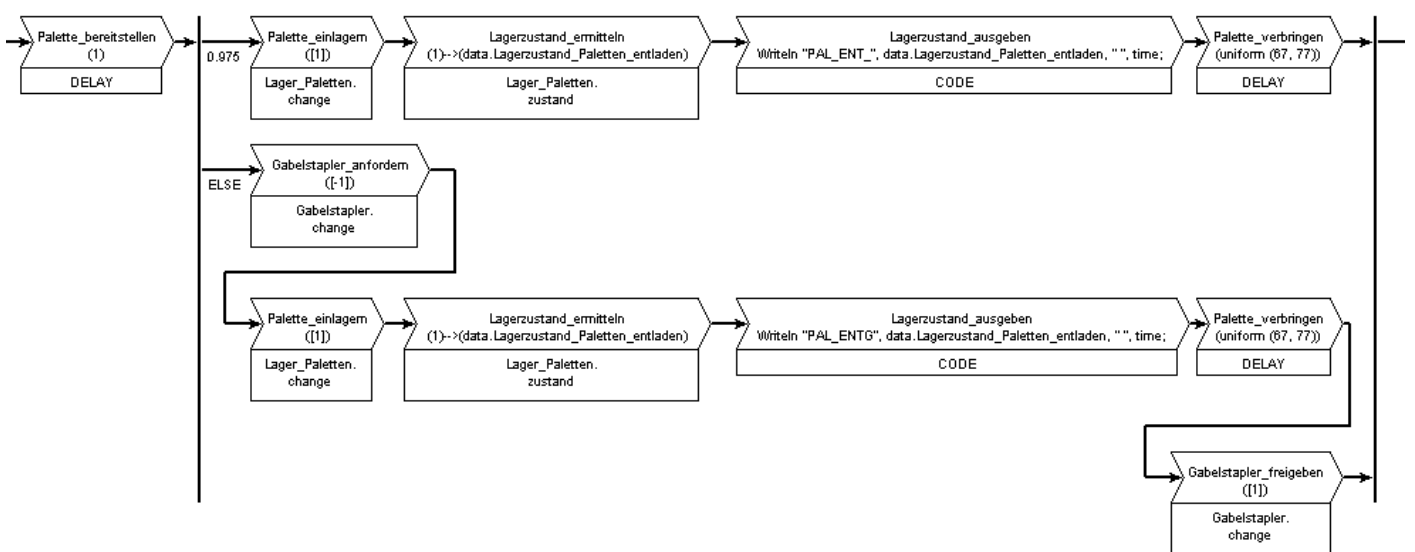 Palette_bereitstellen
(1)
DELAY
0.975
Palette_einlagern
([1])
Lager_Paletten.
change
Lagerzustand_ermitteln
(1)-->(data.Lagerzustand_Paletten_entladen)
Lager_Paletten.
zustand
Lagerzustand_ausgeben
Writeln "PAL_ENT_", data.Lagerzustand_Paletten_entladen, " ", time;
CODE
Palette_verbringen
(uniform (67, 77))
DELAY
ELSE
Gabelstapler_anfordern
([-1])
Gabelstapler.
change
Palette_einlagern
([1])
Lager_Paletten.
change
Lagerzustand_ermitteln
(1)-->(data.Lagerzustand_Paletten_entladen)
Lager_Paletten.
zustand
Lagerzustand_ausgeben
Writeln "PAL_ENTG", data.Lagerzustand_Paletten_entladen, " ", time;
CODE
Palette_verbringen
(uniform (67, 77))
DELAY
Gabelstapler_freigeben
([1])
Gabelstapler.
change